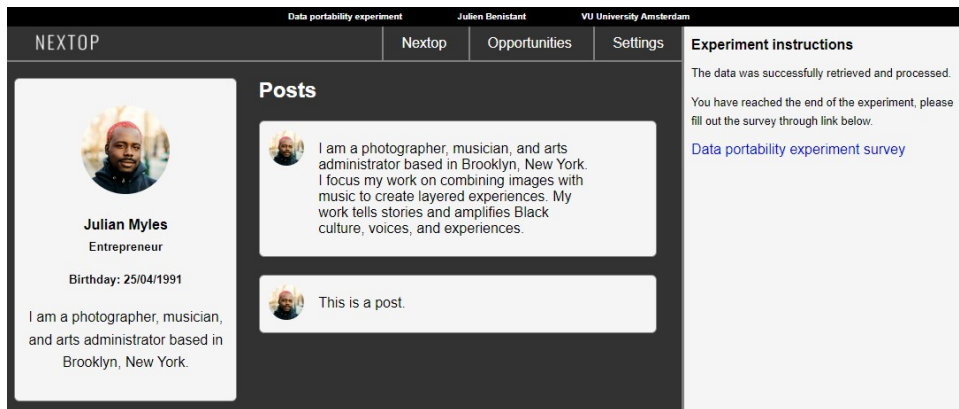 Data portability experiment Julien Benistant VU University Amsterdam
NEXTOP Nextop Opportunities Settings
Julian Myles
Entrepreneur
Birthday: 25/04/1991
I am a photographer, musician,
and arts administrator based in
Brooklyn, New York.
Posts
I am a photographer, musician, and arts
administrator based in Brooklyn, New York.
I focus my work on combining images with
music to create layered experiences. My
work tells stories and amplifies Black
culture, voices, and experiences.
This is a post.
Experiment instructions
The data was successfully retrieved and processed.
You have reached the end of the experiment, please
fill out the survey through link below.
Data portability experiment survey